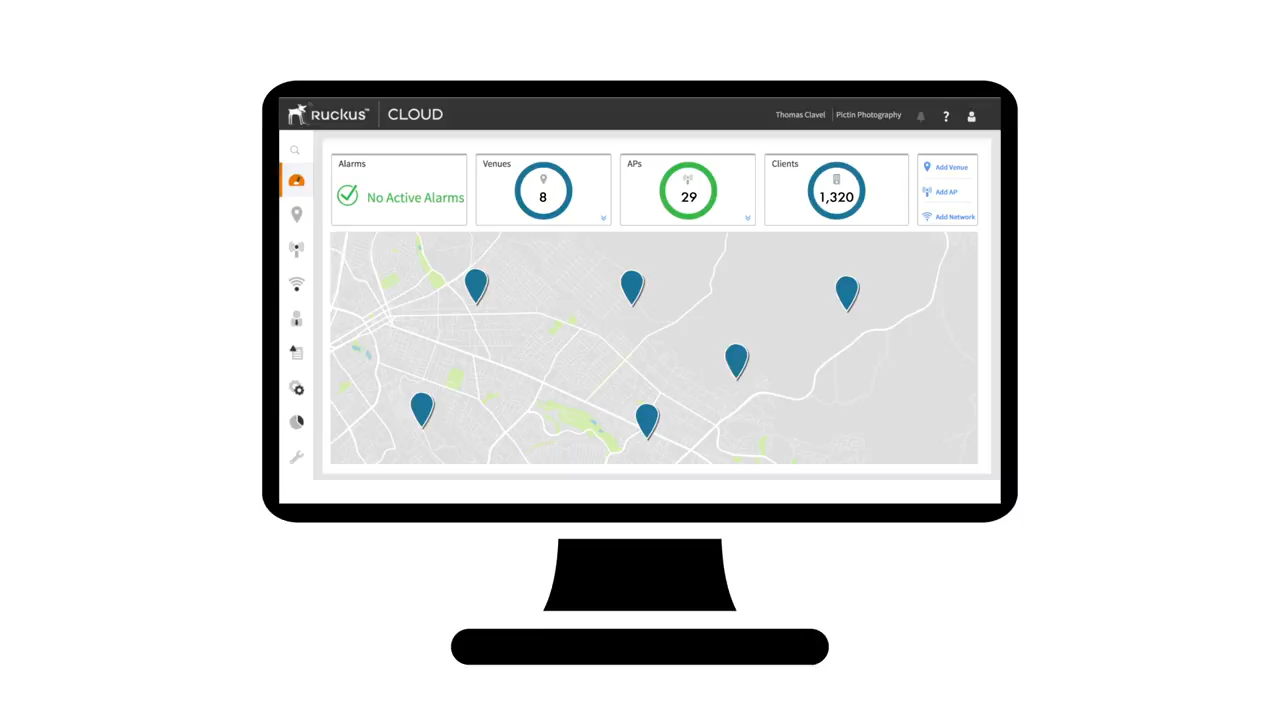 Ruckus™ CLOUD
Thomas Clavel Pictin Photography ?
Alarms
No Active Alarms
Venues
8
APs
29
Clients
1,320
Add Venue
Add AP
Add Network